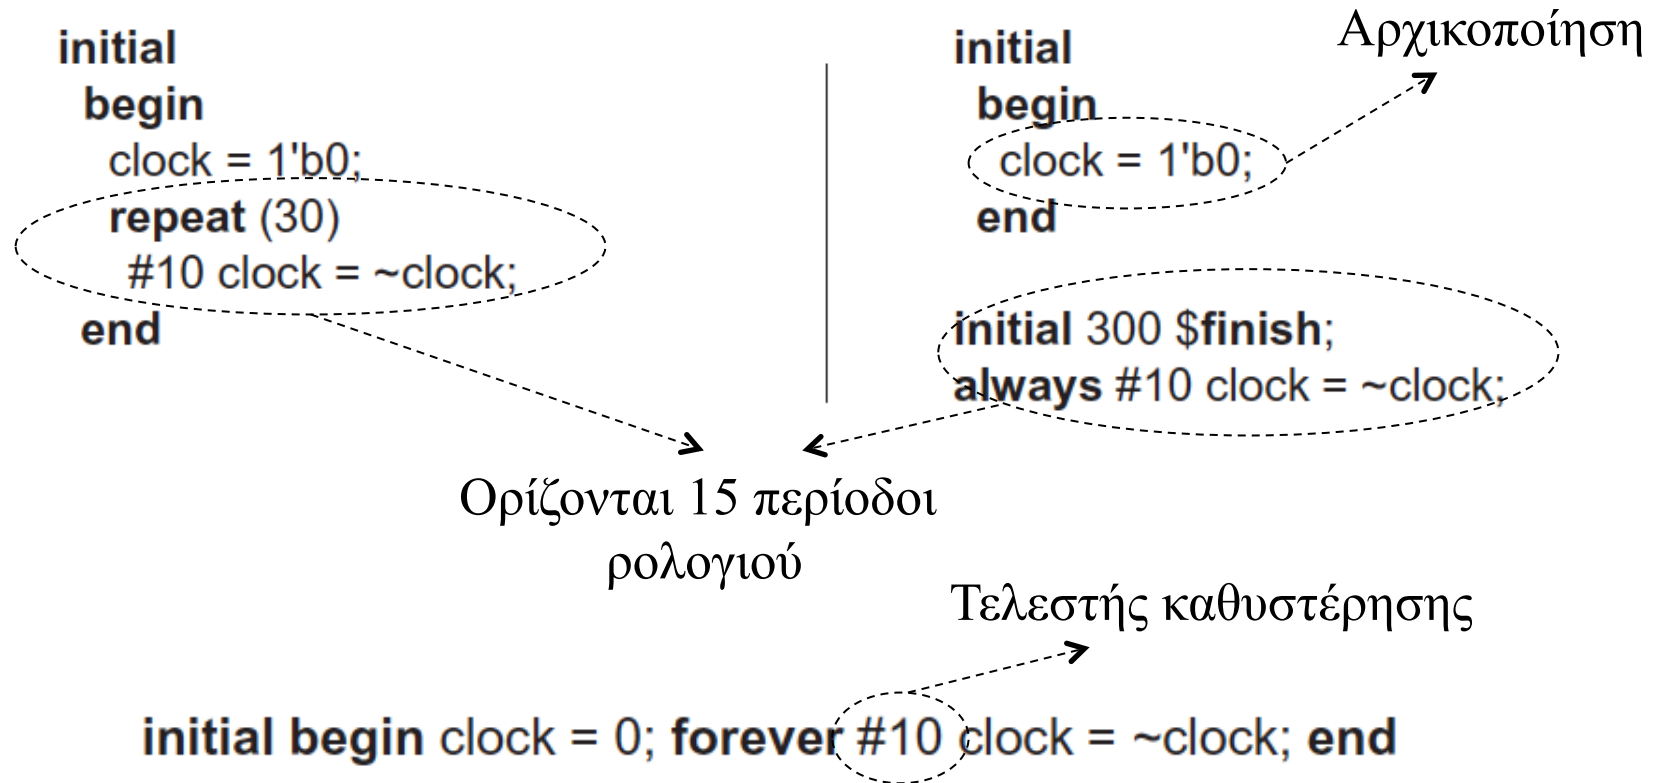 initial
begin
clock = 1'b0;
repeat (30)
#10 clock = ~clock;
end
Αρχικοποίηση
initial
begin
clock = 1'b0;
end
initial 300 $finish;
always #10 clock = ~clock;
Ορίζονται 15 περίοδοι
ρολογιού
Τελεστής καθυστέρησης
initial begin clock = 0; forever #10 clock = ~clock; end